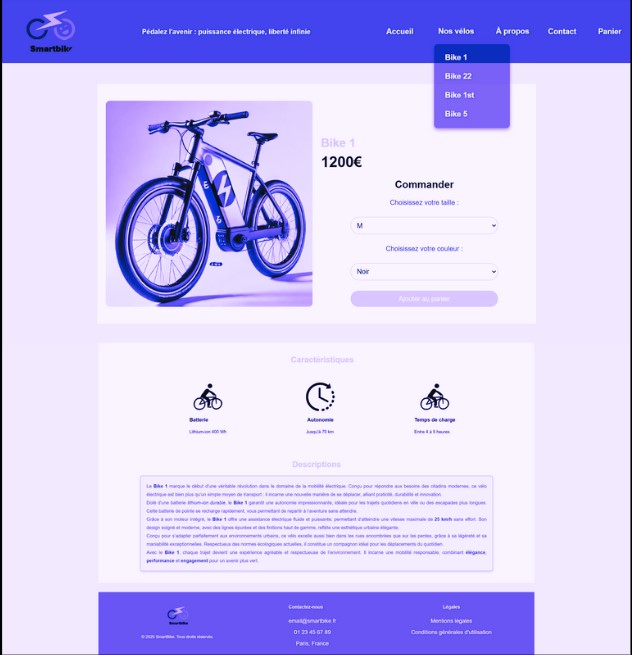 Smartbike
Pédalez l'avenir : puissance électrique, liberté infinie
Accueil
Nos vélos
À propos
Contact
Panier
Bike 1
Bike 22
Bike 1st
Bike 5
Bike 1
1200€
Commander
Choisissez votre taille :
M
Choisissez votre couleur :
Noir
Ajouter au panier
Caractéristiques
Batterie
Autonomie
Temps de charge
Lithium-ion 400 Wh
Jusqu'à 70 km
Entre 4 à 5 heures
Descriptions
Le Bike 1 marque le début d'une véritable révolution dans le domaine de la mobilité électrique. Conçu pour répondre aux besoins des citadins modernes, ce vélo
électrique est bien plus qu'un simple moyen de transport : il incarne une nouvelle manière de se déplacer, alliant praticité, durabilité et innovation.
Doté d'une batterie lithium-ion durable, le Bike 1 garantit une autonomie impressionnante, idéale pour les trajets quotidiens en ville ou des escapades plus longues.
Cette batterie de pointe se recharge rapidement, vous permettant de repartir à l'aventure sans attendre.
Grâce à son moteur intégré, le Bike 1 offre une assistance électrique fluide et puissante, permettant d'atteindre une vitesse maximale de 25 km/h sans effort. Son
design soigné et moderne, avec des lignes épurées et des finitions haut de gamme, reflète une esthétique urbaine élégante.
Conçu pour s'adapter parfaitement aux environnements urbains, ce vélo excelle aussi bien dans les rues encombrées que sur les pentes, grâce à sa légèreté et sa
maniabilité exceptionnelles. Respectueux des normes écologiques actuelles, il constitue un compagnon idéal pour les déplacements du quotidien.
Avec le Bike 1, chaque trajet devient une expérience agréable et respectueuse de l'environnement. Il incarne une mobilité responsable, combinant élégance,
performance et engagement pour un avenir plus vert.
Smartbike
© 2025 Smartbike. Tous droits réservés.
Contactez-nous
email@smartbike.fr
01 23 45 67 89
Paris, France
Légales
Mentions légales
Conditions générales d'utilisation